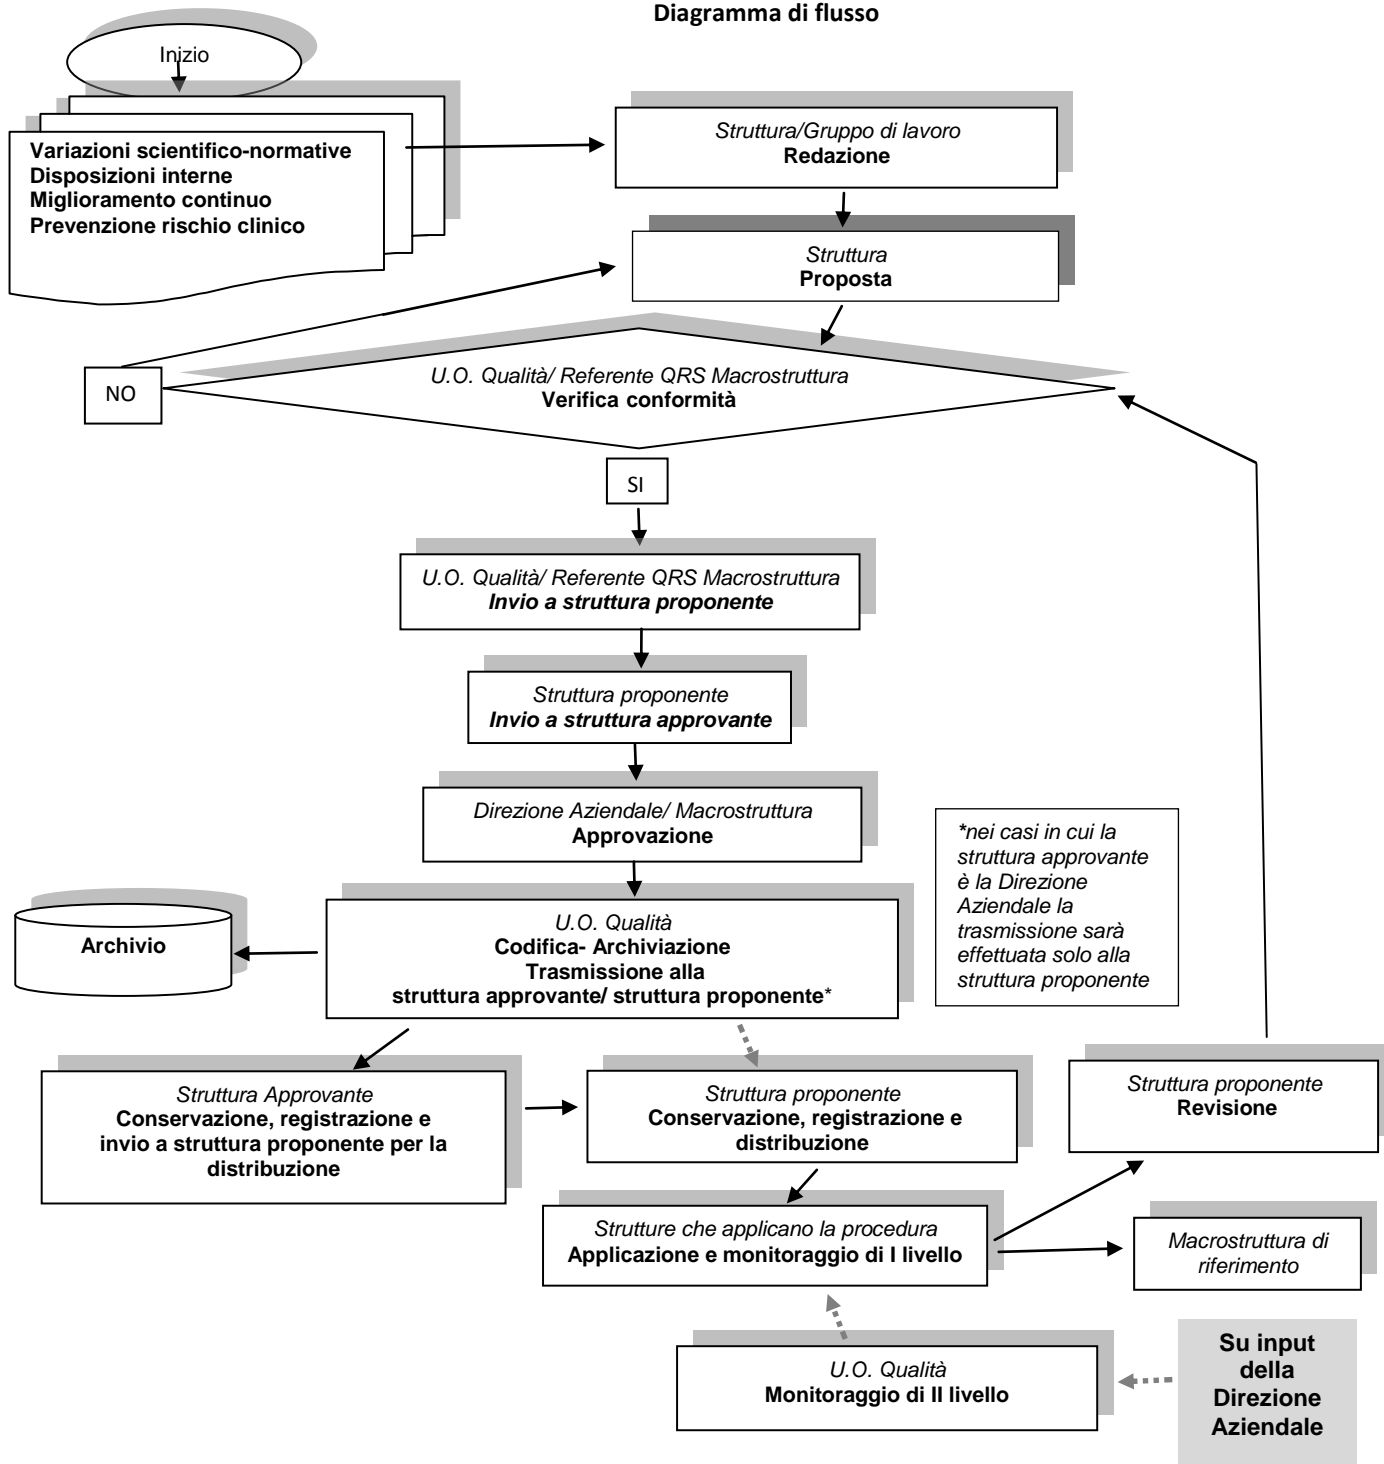 Diagramma di flusso
Inizio
Variazioni scientifico-normative
Disposizioni interne
Miglioramento continuo
Prevenzione rischio clinico
Struttura/Gruppo di lavoro
Redazione
Struttura
Proposta
U.O. Qualità/ Referente QRS Macrostruttura
Verifica conformità
NO
SI
U.O. Qualità/ Referente QRS Macrostruttura
Invio a struttura proponente
Struttura proponente
Invio a struttura approvante
Direzione Aziendale/ Macrostruttura
Approvazione
*nei casi in cui la
struttura approvante
è la Direzione
Aziendale la
trasmissione sarà
effettuata solo alla
struttura proponente
U.O. Qualità
Codifica- Archiviazione
Trasmissione alla
struttura approvante/ struttura proponente*
Archivio
Struttura Approvante
Conservazione, registrazione e
invio a struttura proponente per la
distribuzione
Struttura proponente
Conservazione, registrazione e
distribuzione
Struttura proponente
Revisione
Strutture che applicano la procedura
Applicazione e monitoraggio di I livello
Macrostruttura di
riferimento
U.O. Qualità
Monitoraggio di II livello
Su input
della
Direzione
Aziendale